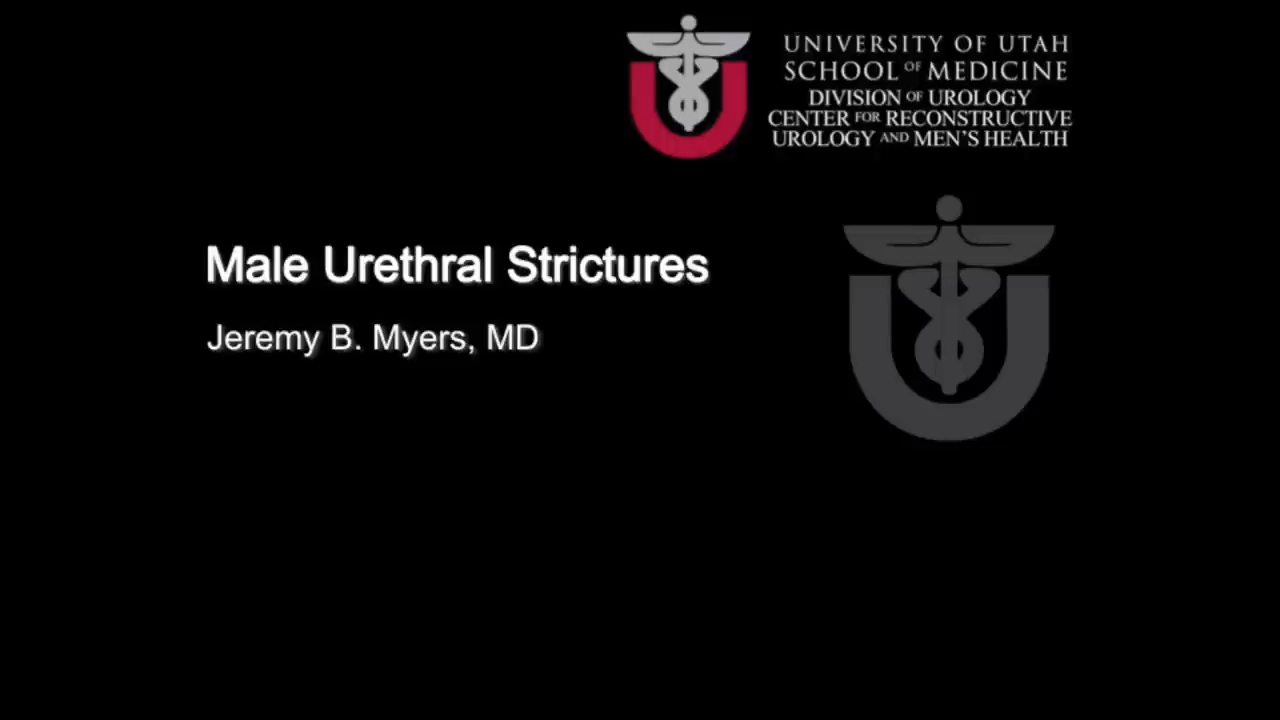 UNIVERSITY OF UTAH
SCHOOL OF MEDICINE
DIVISION OF UROLOGY
CENTER FOR RECONSTRUCTIVE
UROLOGY AND MEN'S HEALTH
Male Urethral Strictures
Jeremy B. Myers, MD